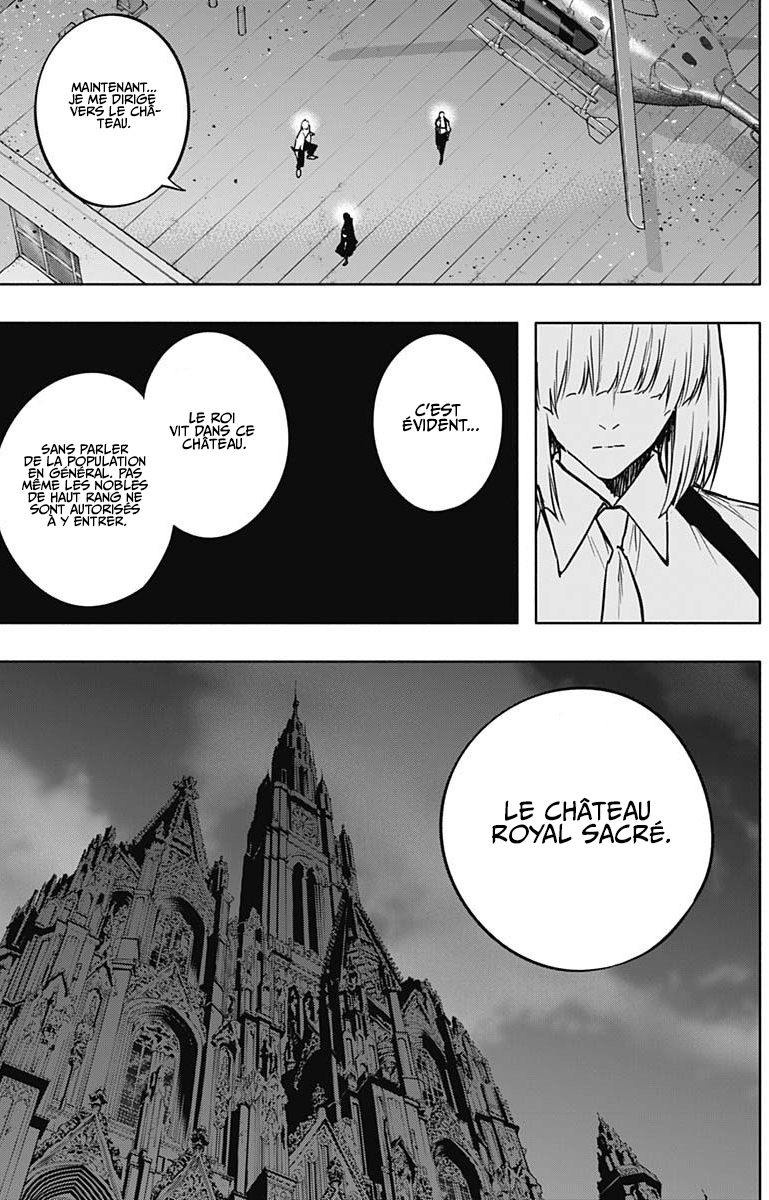 MAINTENANT...
JE ME DIRIGE
VERS LE CHÂ-
TEAU.
C'EST
ÉVIDENT...
LE ROI
VIT DANS CE
CHÂTEAU.
SANS PARLER
DE LA POPULATION
EN GÉNÉRAL. PAS
MÊME LES NOBLES
DE HAUT RANG NE
SONT AUTORISÉS
À Y ENTRER.
LE CHÂTEAU
ROYAL SACRÉ.